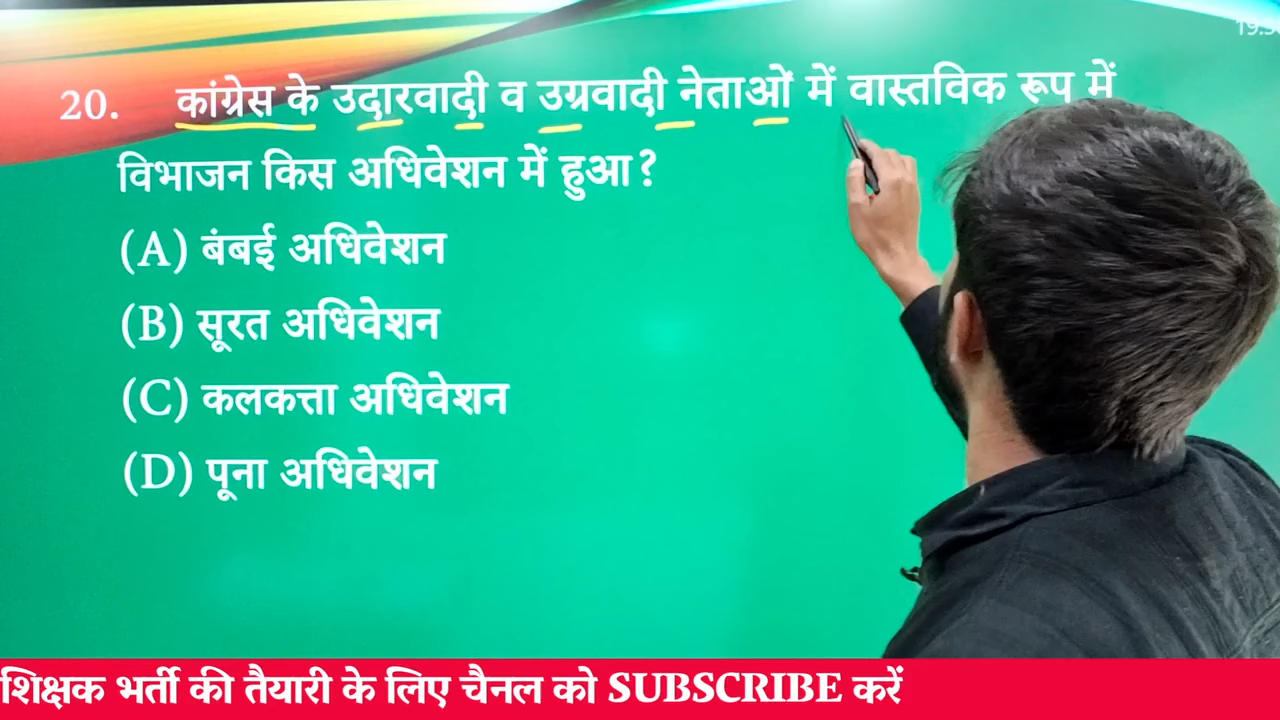 20. कांग्रेस के उदारवादी व उग्रवादी नेताओं में वास्तविक रूप में
विभाजन किस अधिवेशन में हुआ?
(A) बंबई अधिवेशन
(B) सूरत अधिवेशन
(C) कलकत्ता अधिवेशन
(D) पूना अधिवेशन
शिक्षक भर्ती की तैयारी के लिए चैनल को SUBSCRIBE करें